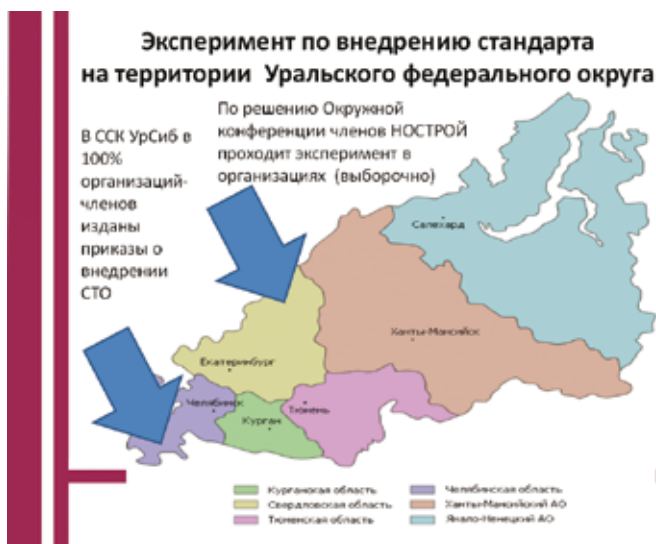 Эксперимент по внедрению стандарта
на территории Уральского федерального округа
По решению Окружной
конференции членов НОСТРОЙ
проходит эксперимент в
организациях (выборочно)
В ССК УрСиб в
100%
организаций-
членов
изданы
приказы о
внедрении
СТО
Салехард
Ханты-Мансийск
Екатеринбург
Челябинск
Тюмень
Курган
Курганская область
Свердловская область
Тюменская область
Челябинская область
Ханты-Мансийский АО
Ямало-Ненецкий АО